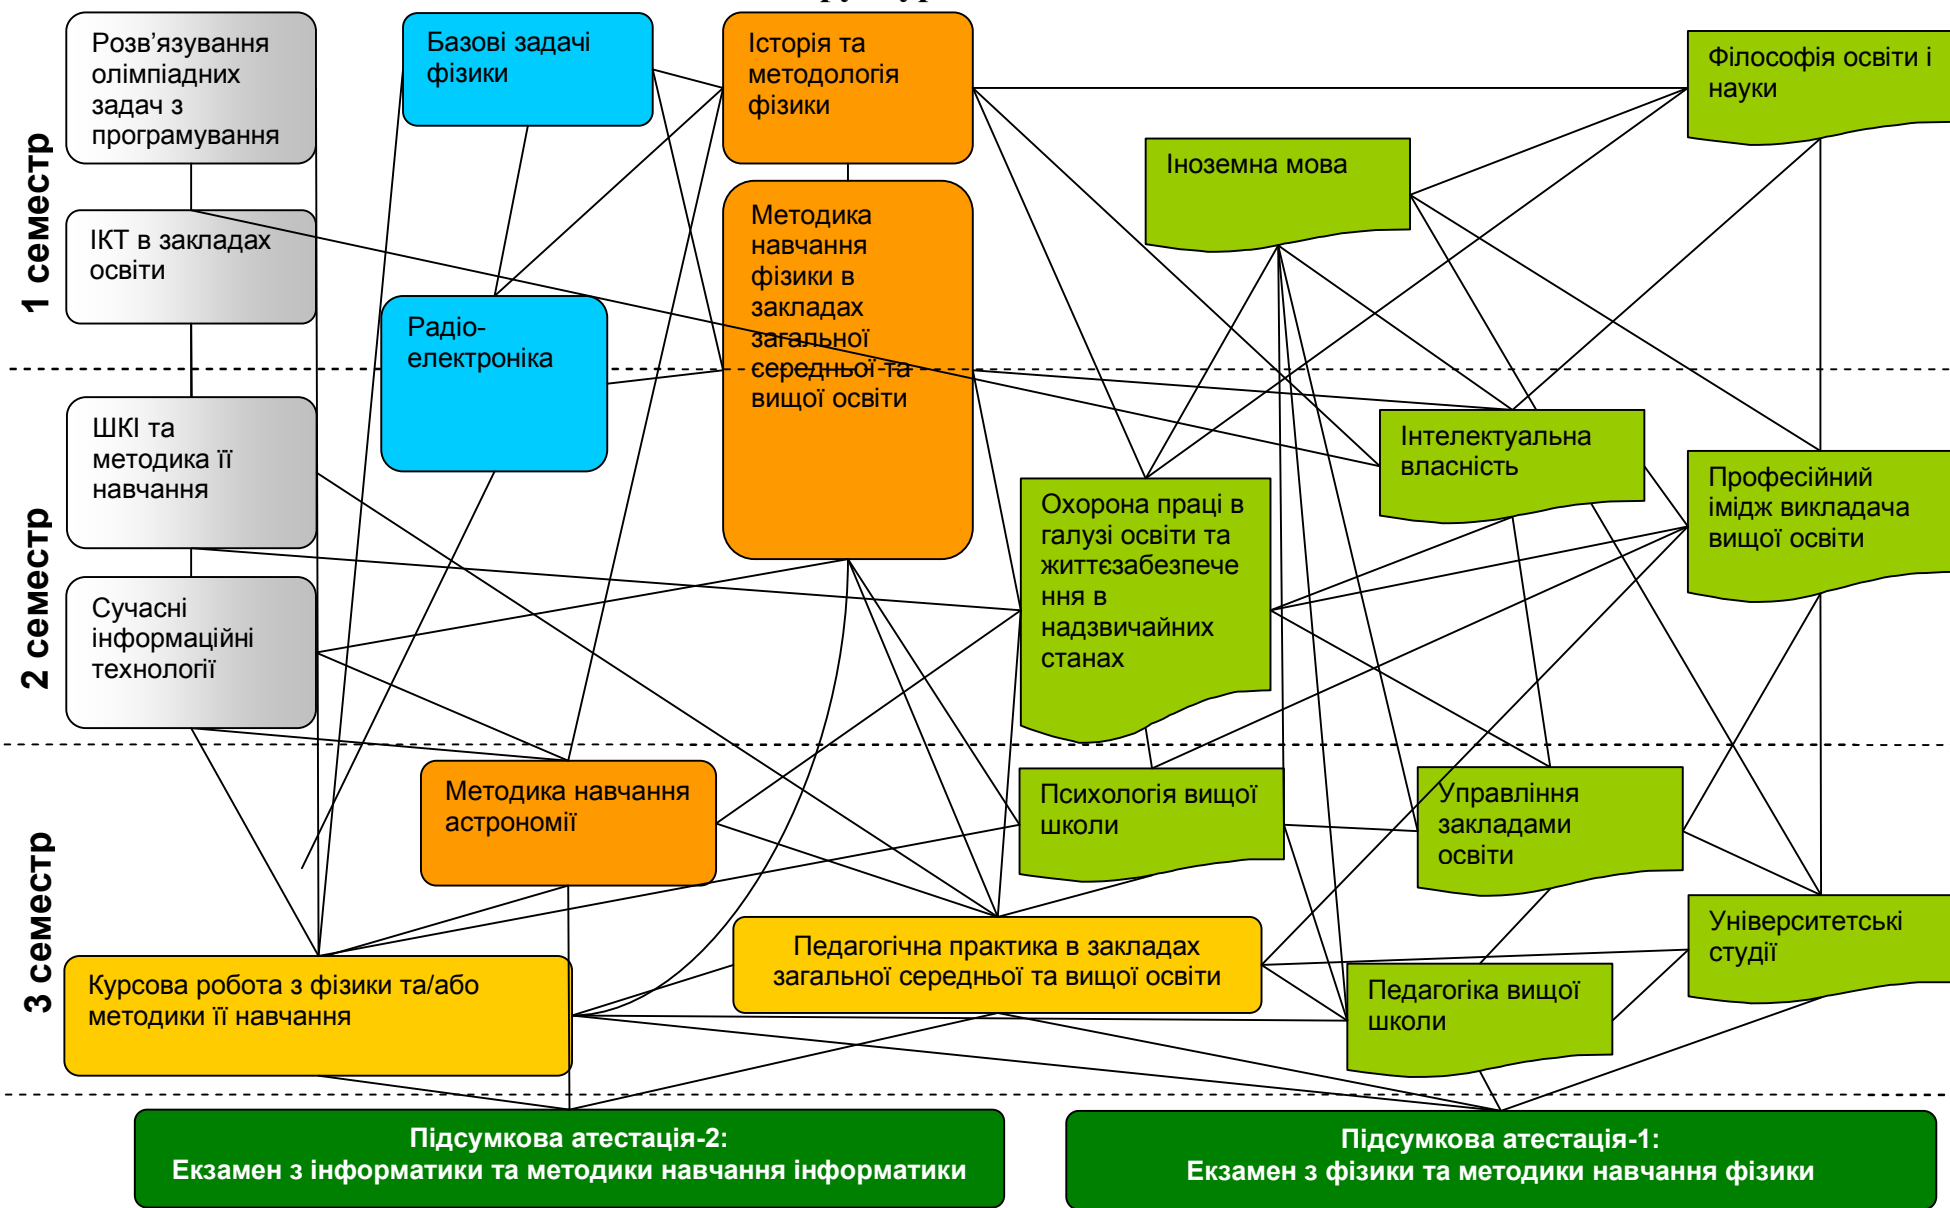 1 семестр
Розв’язування
олімпіадних
задач з
програмування
Базові задачі
фізики
Історія та
методологія
фізики
Філософія освіти і
науки
Іноземна мова
ІКТ в закладах
освіти
Методика
навчання
фізики в
закладах
загальної
середньої та
вищої освіти
Радіо-
електроніка
2 семестр
ШКІ та
методика її
навчання
Інтелектуальна
власність
Професійний
імідж викладача
вищої освіти
Охорона праці в
галузі освіти та
життєзабезпече
ння в
надзвичайних
станах
Сучасні
інформаційні
технології
3 семестр
Методика навчання
астрономії
Психологія вищої
школи
Управління
закладами
освіти
Університетські
студії
Педагогічна практика в закладах
загальної середньої та вищої освіти
Курсова робота з фізики та/або
методики її навчання
Педагогіка вищої
школи
Підсумкова атестація-2:
Екзамен з інформатики та методики навчання інформатики
Підсумкова атестація-1:
Екзамен з фізики та методики навчання фізики